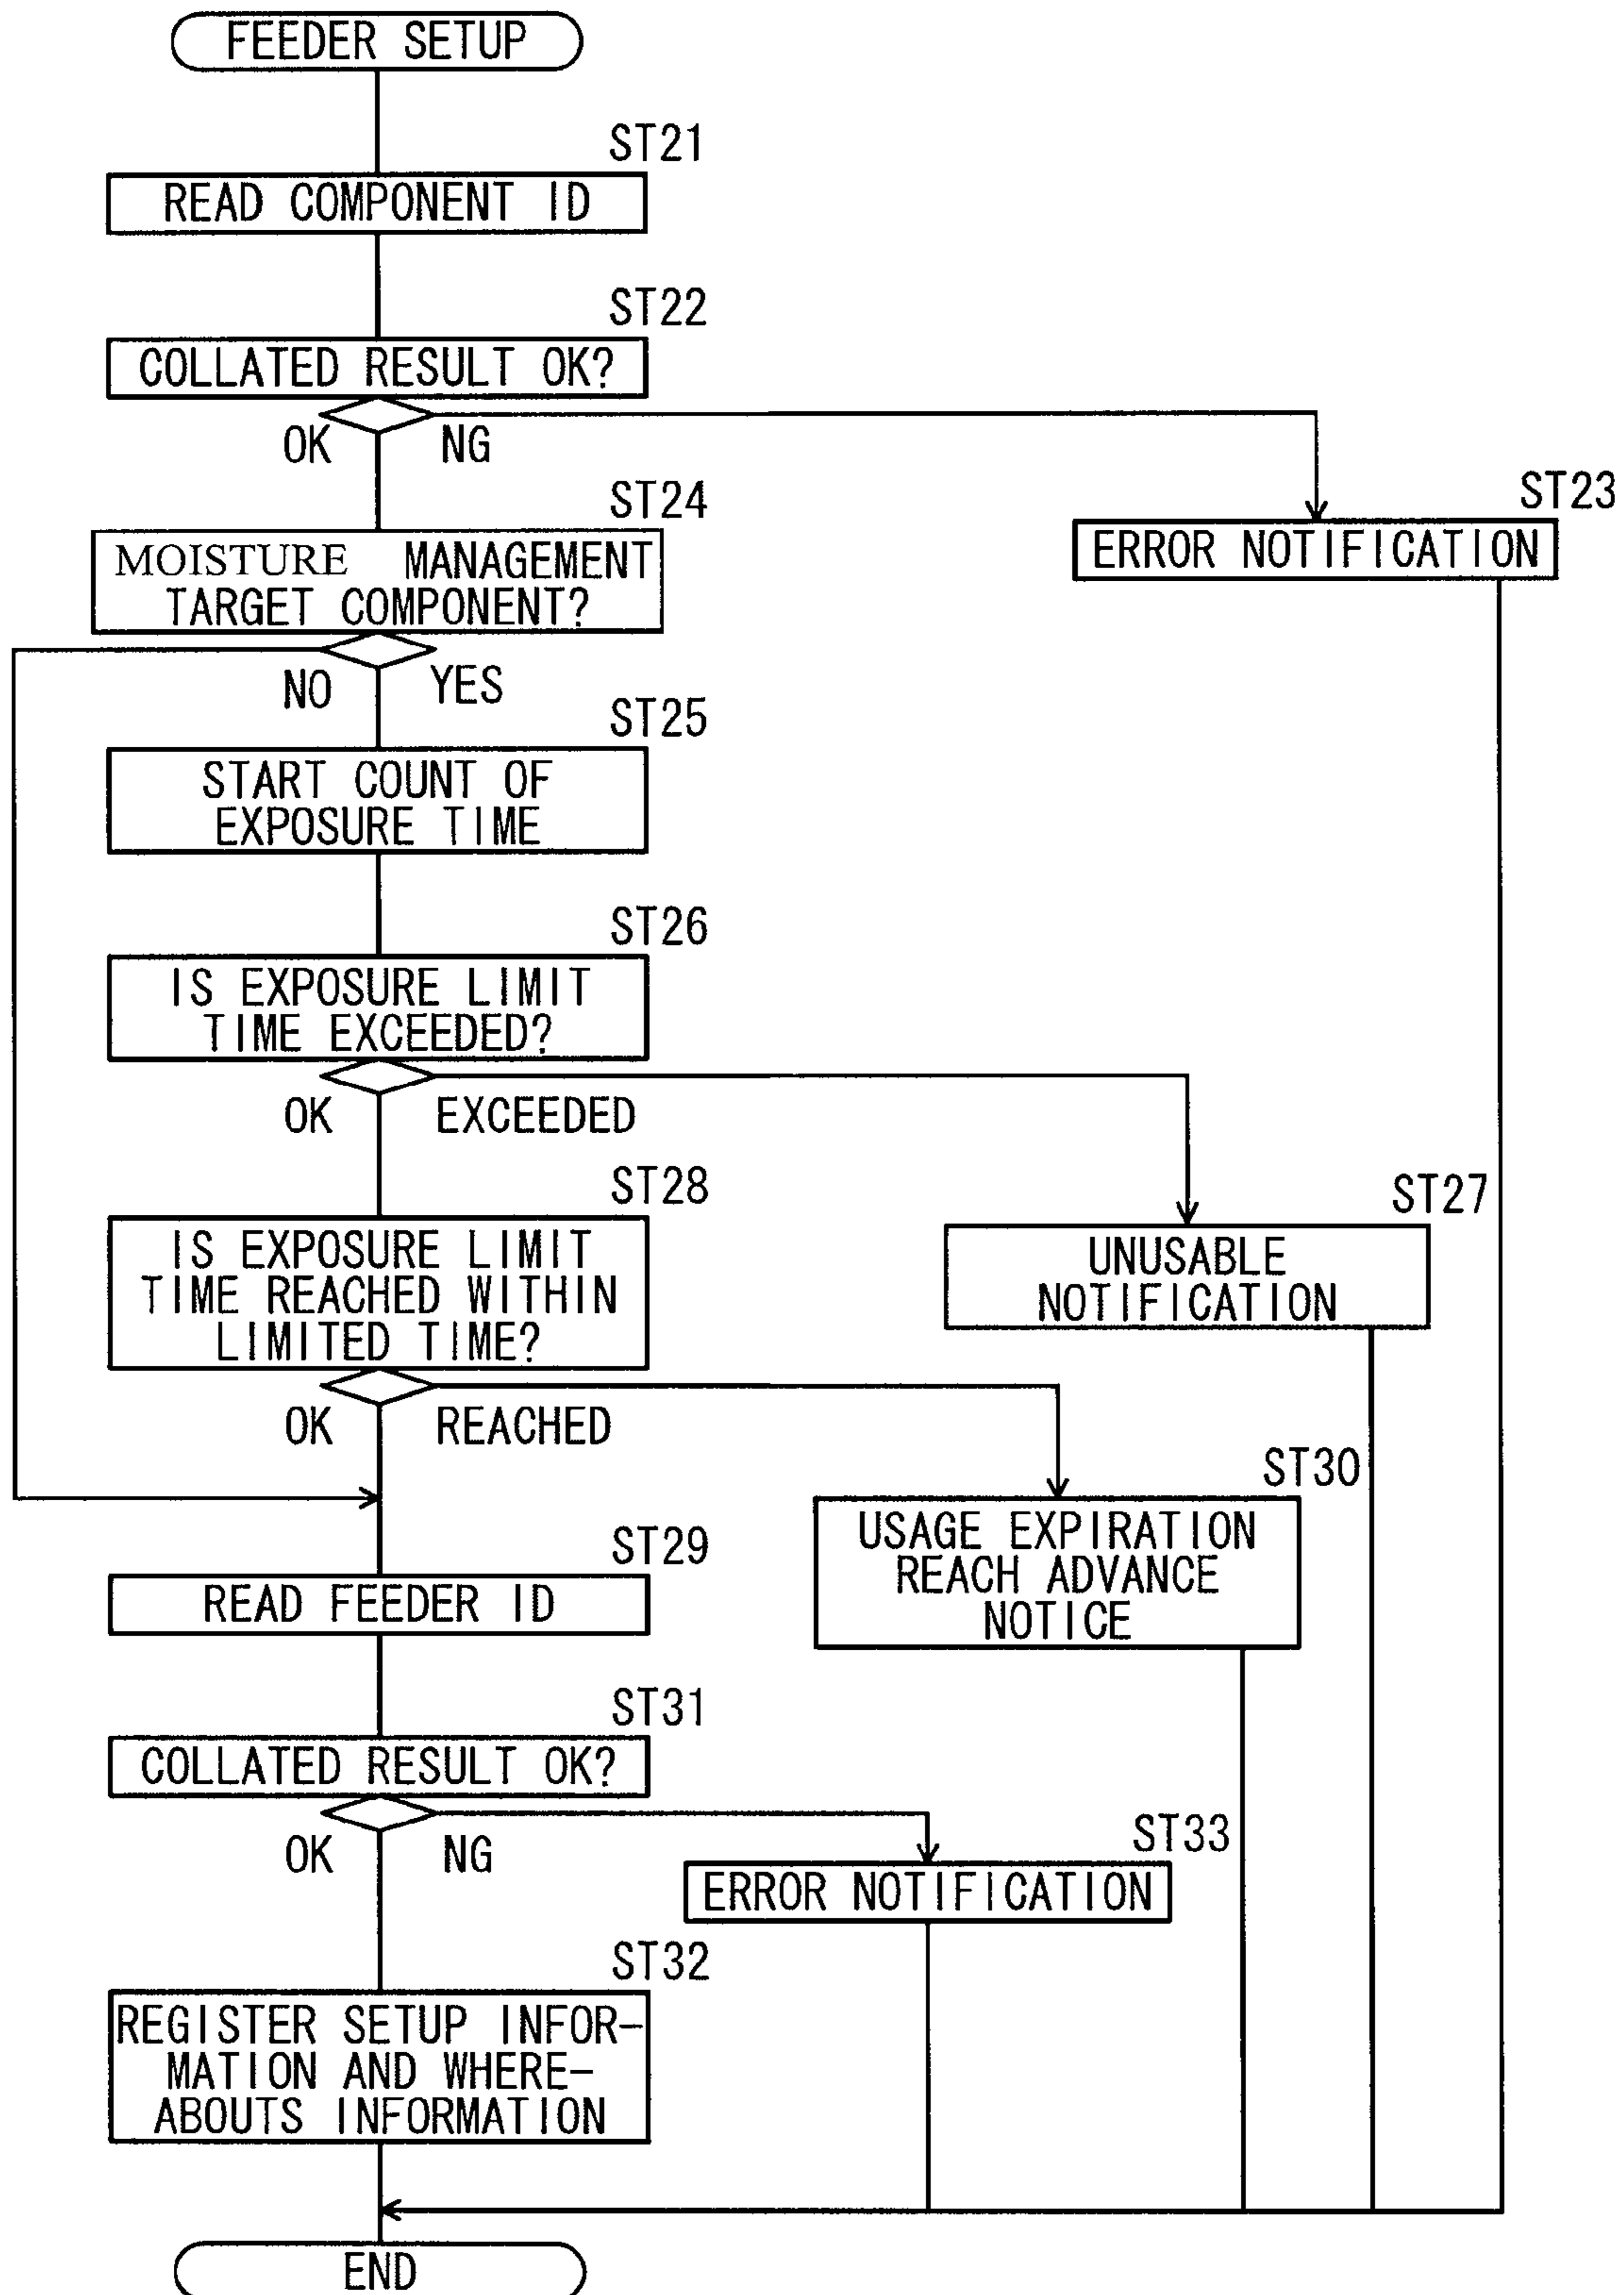 FEEDER SETUP
ST21
READ COMPONENT ID
ST22
COLLATED RESULT OK?
OK
NG
ST23
ERROR NOTIFICATION
ST24
MOISTURE MANAGEMENT
TARGET COMPONENT?
NO
YES
ST25
START COUNT OF
EXPOSURE TIME
ST26
IS EXPOSURE LIMIT
TIME EXCEEDED?
OK
EXCEEDED
ST27
UNUSABLE
NOTIFICATION
ST28
IS EXPOSURE LIMIT
TIME REACHED WITHIN
LIMITED TIME?
OK
REACHED
ST30
USAGE EXPIRATION
REACH ADVANCE
NOTICE
ST29
READ FEEDER ID
ST31
COLLATED RESULT OK?
OK
NG
ST33
ERROR NOTIFICATION
ST32
REGISTER SETUP INFOR-
MATION AND WHERE-
ABOUTS INFORMATION
END